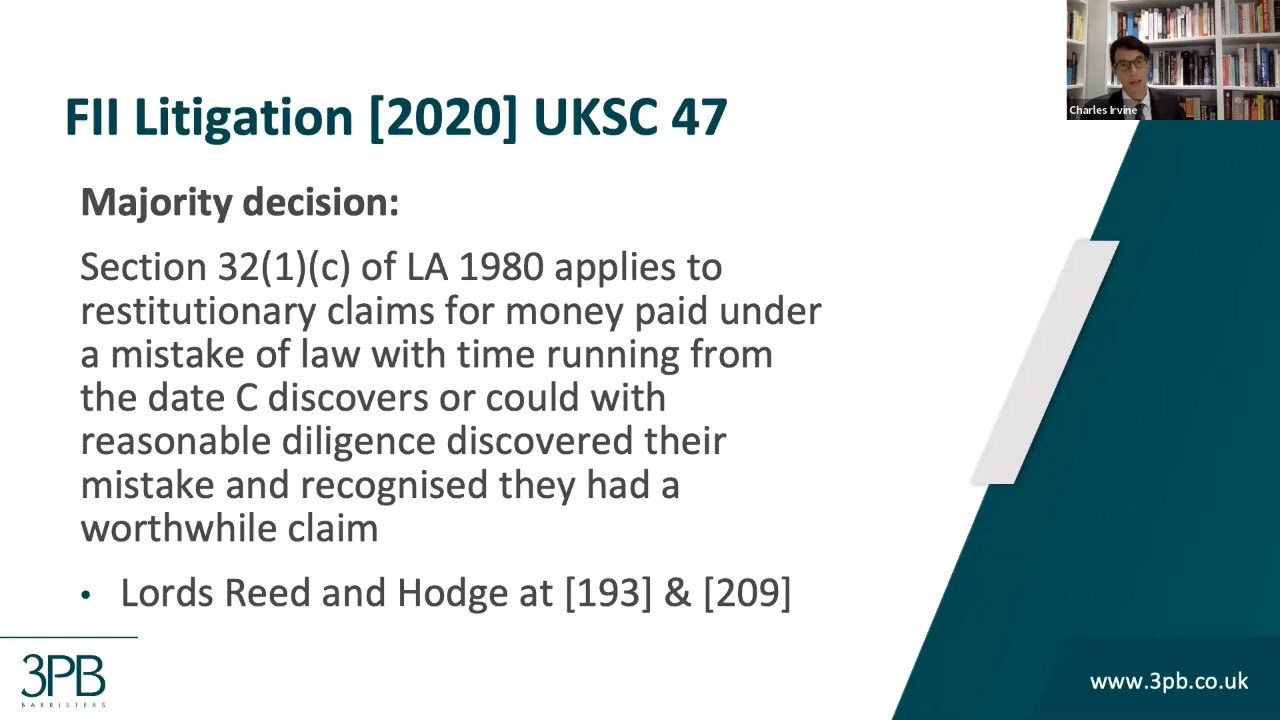 Charles Irvine
FII Litigation [2020] UKSC 47
Majority decision:
Section 32(1)(c) of LA 1980 applies to
restitutionary claims for money paid under
a mistake of law with time running from
the date C discovers or could with
reasonable diligence discovered their
mistake and recognised they had a
worthwhile claim
• Lords Reed and Hodge at [193] & [209]
3PB
BARRISTERS
www.3pb.co.uk